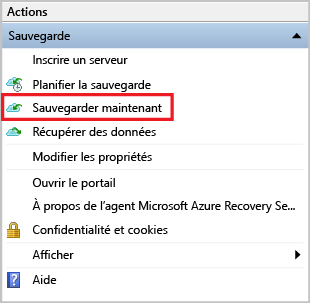 Actions
Sauvegarde
Inscrire un serveur
Planifier la sauvegarde
Sauvegarder maintenant
Récupérer des données
Modifier les propriétés
Ouvrir le portail
À propos de l'agent Microsoft Azure Recovery Se...
Confidentialité et cookies
Afficher
Aide